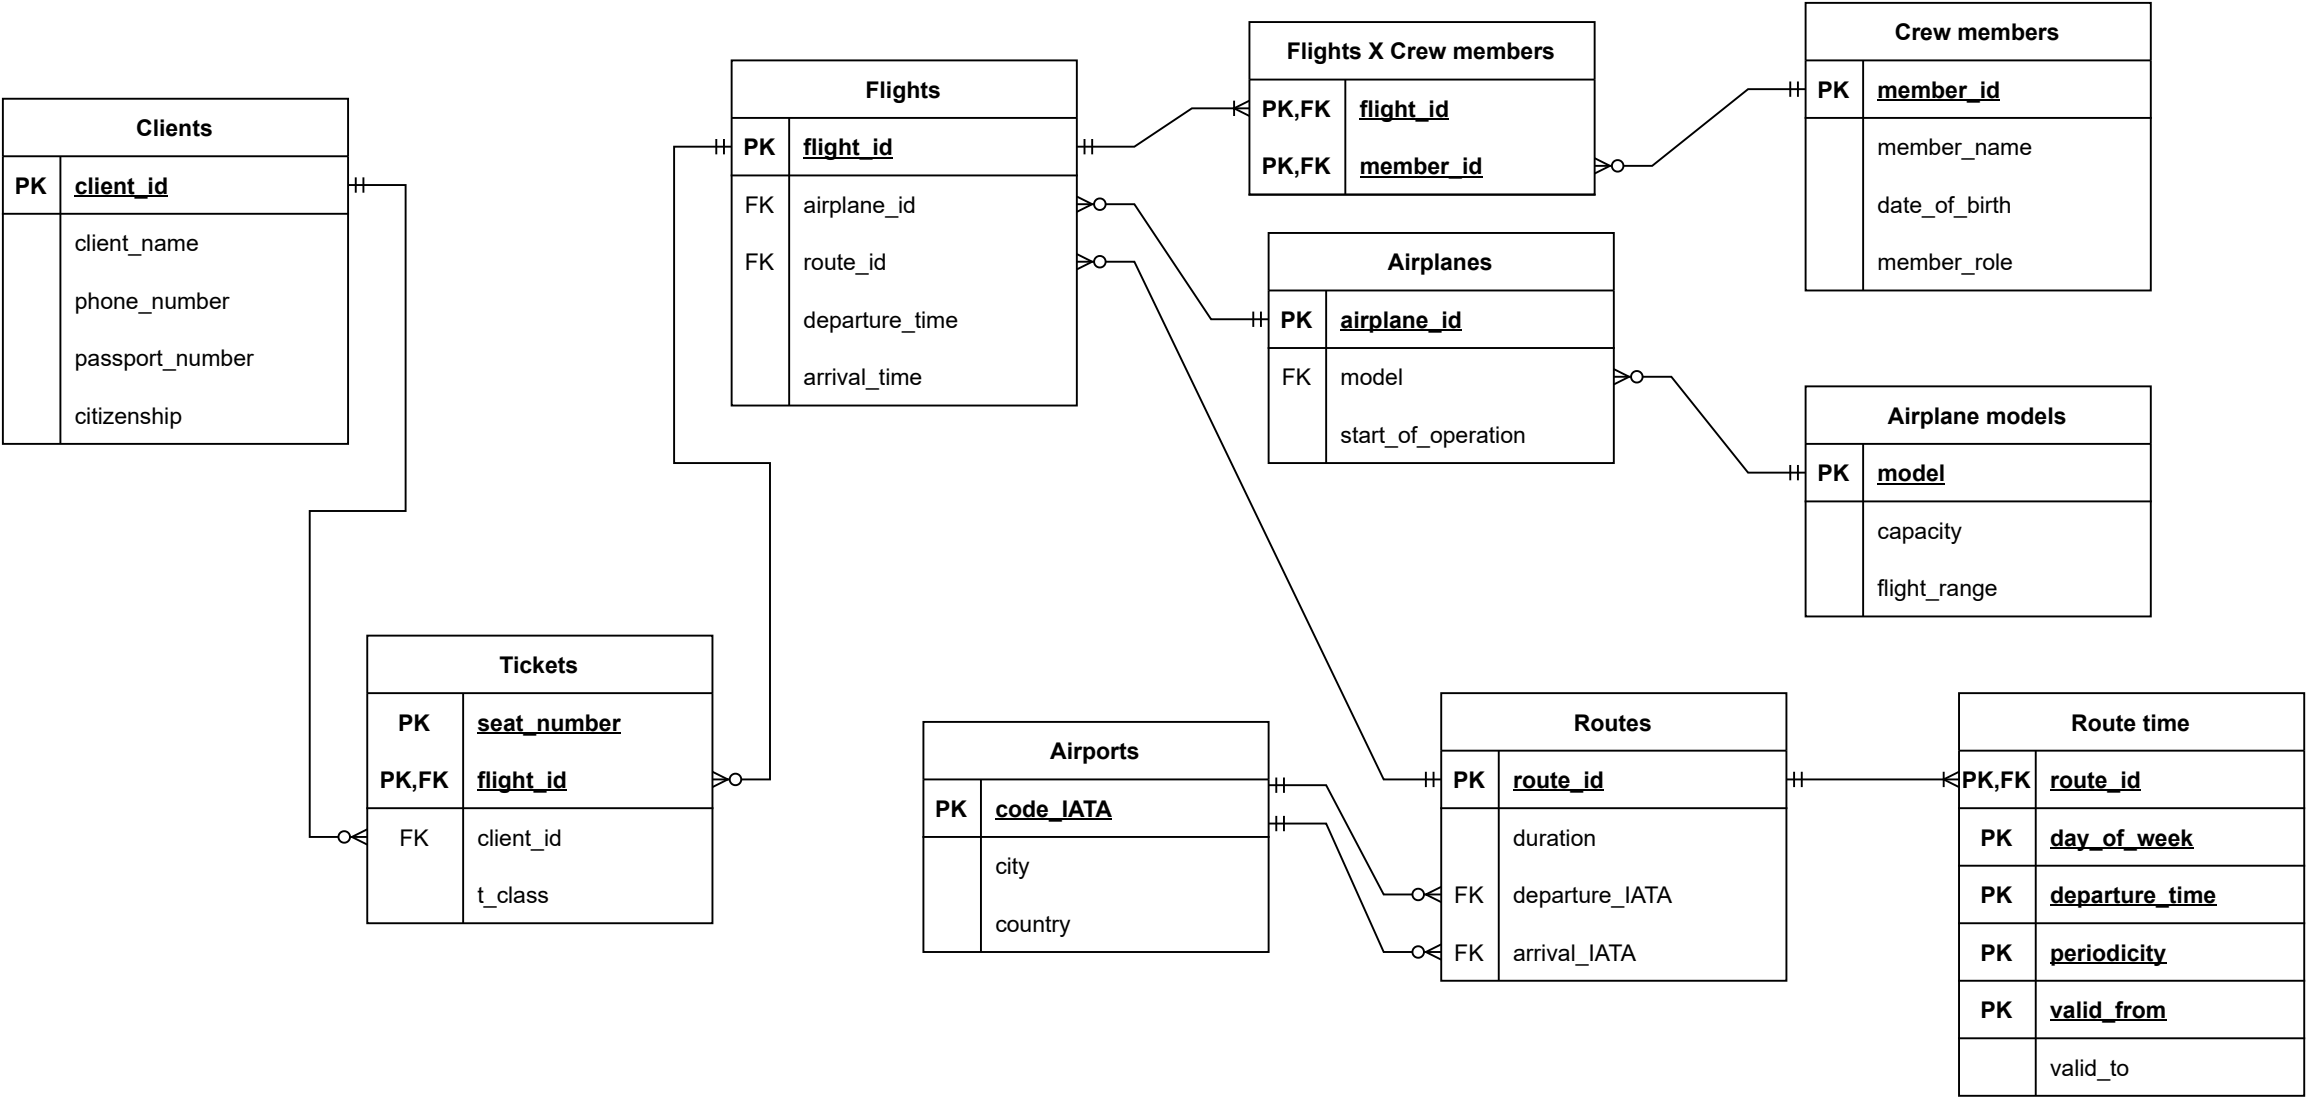 Clients
PK client_id
client_name
phone_number
passport_number
citizenship
Flights
PK flight_id
FK airplane_id
FK route_id
departure_time
arrival_time
Flights X Crew members
PK,FK flight_id
PK,FK member_id
Crew members
PK member_id
member_name
date_of_birth
member_role
Airplanes
PK airplane_id
FK model
start_of_operation
Airplane models
PK model
capacity
flight_range
Tickets
PK seat_number
PK,FK flight_id
FK client_id
t_class
Airports
PK code_IATA
city
country
Routes
PK route_id
duration
FK departure_IATA
FK arrival_IATA
Route time
PK,FK route_id
PK day_of_week
PK departure_time
PK periodicity
PK valid_from
valid_to